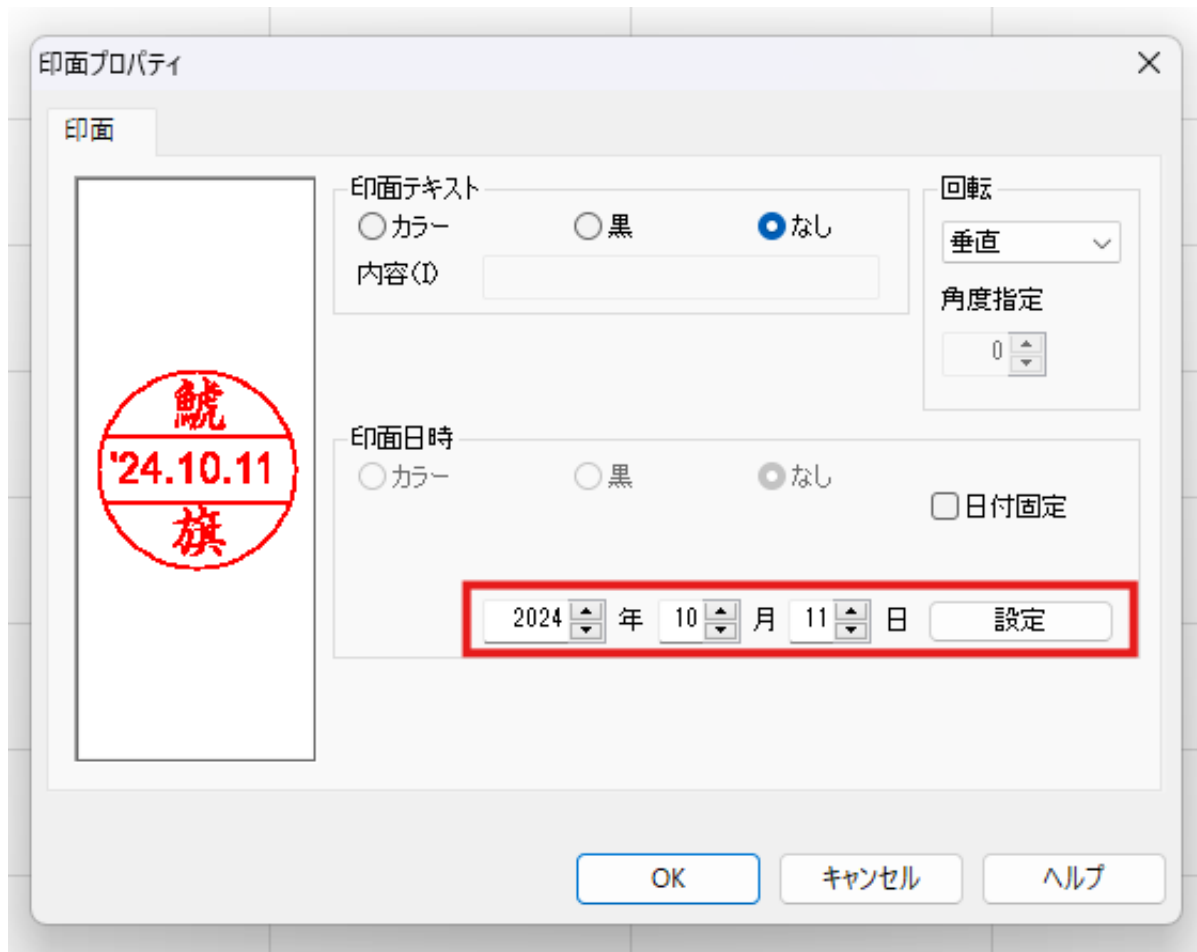 印面プロパティ
印面
印面テキスト
カラー 黒 なし
内容(I)
回転
垂直
角度指定
0
鯱
'24.10.11
旗
印面日時
カラー 黒 なし
日付固定
2024 年 10 月 11 日 設定
OK キャンセル ヘルプ